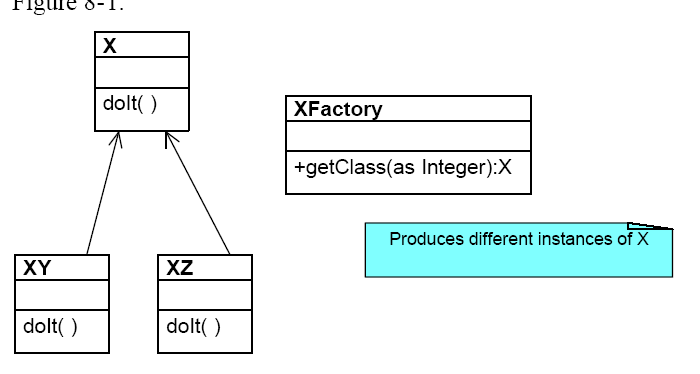 Figure 8-1.
X
doIt( )
XFactory
+getClass(as Integer):X
Produces different instances of X
XY
doIt( )
XZ
doIt( )